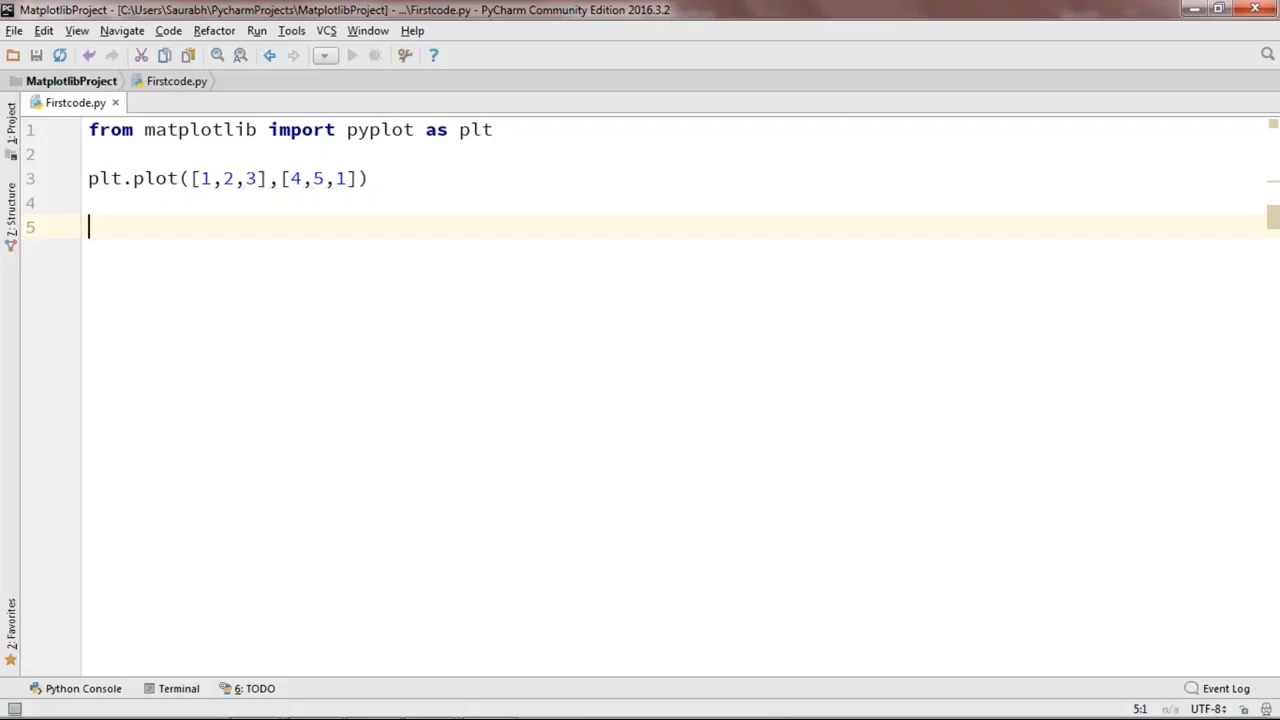 PC MatplotlibProject - [C:\Users\Saurabh\PycharmProjects\MatplotlibProject] - ...\Firstcode.py - PyCharm Community Edition 2016.3.2
File Edit View Navigate Code Refactor Run Tools VCS Window Help
MatplotlibProject Firstcode.py
Firstcode.py
1: Project
1 from matplotlib import pyplot as plt
2
3 plt.plot([1,2,3],[4,5,1])
4
5
Z: Structure
2: Favorites
Python Console Terminal 6: TODO Event Log
5:1 n/a UTF-8